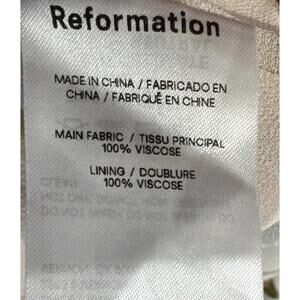 Reformation
MADE IN CHINA / FABRICADO EN
CHINA / FABRIQUÉ EN CHINE
MAIN FABRIC / TISSU PRINCIPAL
100% VISCOSE
LINING / DOUBLURE
100% VISCOSE